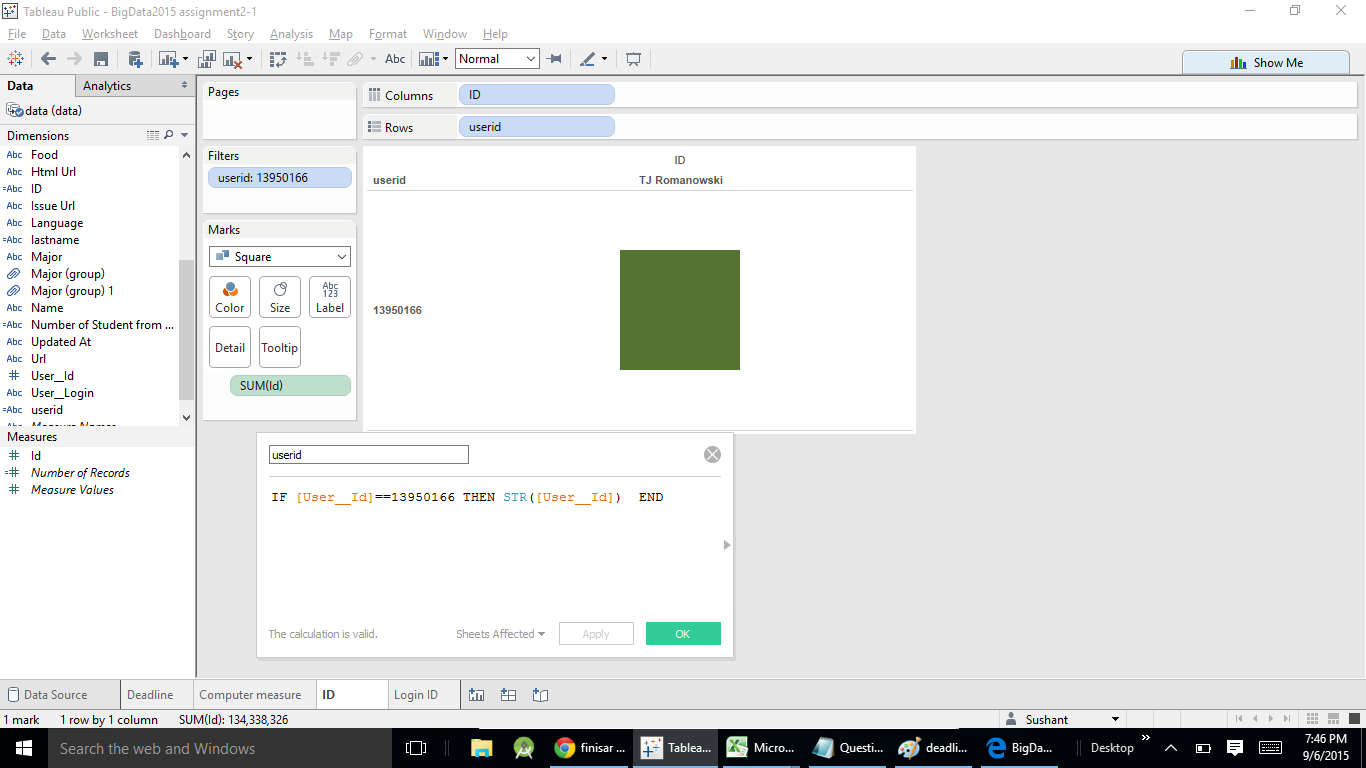 Tableau Public - BigData2015 assignment2-1
File Data Worksheet Dashboard Story Analysis Map Format Window Help
Abc Normal Show Me
Data Analytics
data (data)
Dimensions
Abc Food
Abc Html Url
=Abc ID
Abc Issue Url
Abc Language
=Abc lastname
Abc Major
Major (group)
Major (group) 1
Abc Name
=Abc Number of Student from ...
Abc Updated At
Abc Url
# User__Id
Abc User__Login
=Abc userid
Measures
# Id
=# Number of Records
# Measure Values
Pages
Filters
userid: 13950166
Marks
Square
Color Size Abc 123 Label
Detail Tooltip
SUM(Id)
Columns ID
Rows userid
ID
userid TJ Romanowski
13950166
userid
IF [User__Id]==13950166 THEN STR([User__Id]) END
The calculation is valid. Sheets Affected Apply OK
Data Source Deadline Computer measure ID Login ID
1 mark 1 row by 1 column SUM(Id): 134,338,326 Sushant
Search the web and Windows finisar ... Tablea... Micro... Questi... deadli... BigDa... Desktop 7:46 PM
9/6/2015